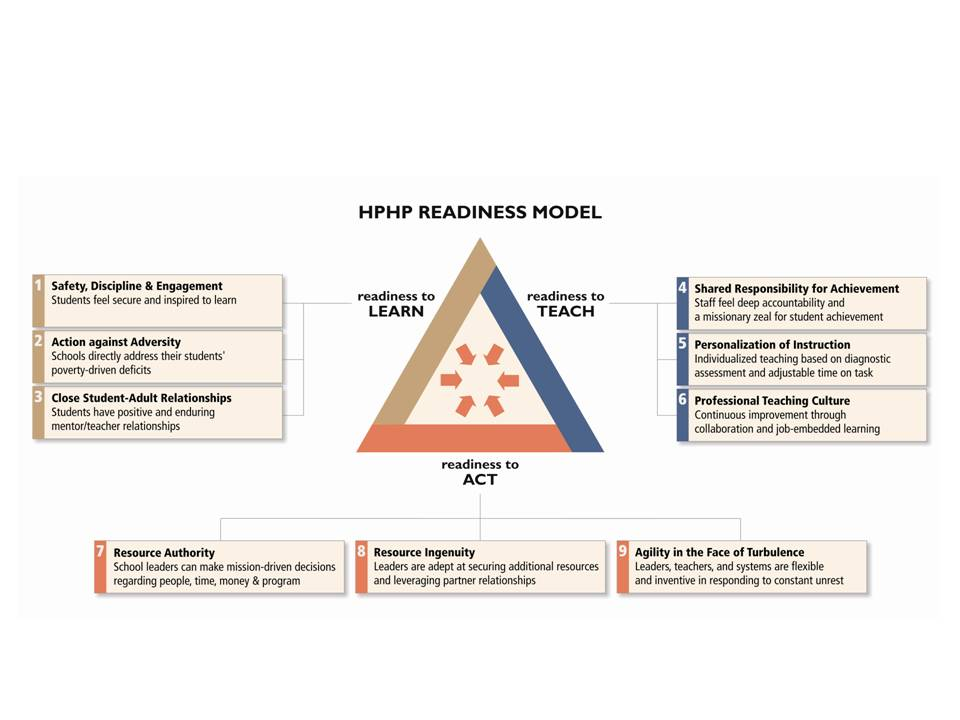 HPHP READINESS MODEL
readiness to
LEARN
readiness to
TEACH
1
Safety, Discipline & Engagement
Students feel secure and inspired to learn
2
Action against Adversity
Schools directly address their students'
poverty-driven deficits
3
Close Student-Adult Relationships
Students have positive and enduring
mentor/teacher relationships
4
Shared Responsibility for Achievement
Staff feel deep accountability and
a missionary zeal for student achievement
5
Personalization of Instruction
Individualized teaching based on diagnostic
assessment and adjustable time on task
6
Professional Teaching Culture
Continuous improvement through
collaboration and job-embedded learning
readiness to
ACT
7
Resource Authority
School leaders can make mission-driven decisions
regarding people, time, money & program
8
Resource Ingenuity
Leaders are adept at securing additional resources
and leveraging partner relationships
9
Agility in the Face of Turbulence
Leaders, teachers, and systems are flexible
and inventive in responding to constant unrest